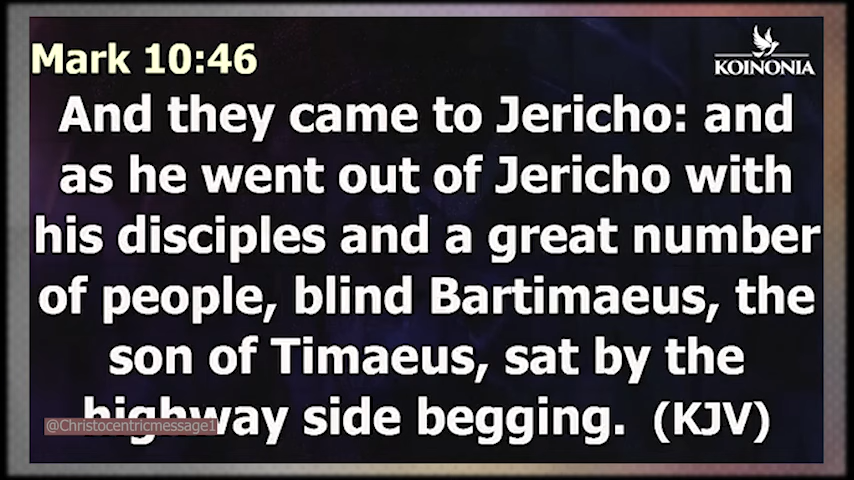 Mark 10:46
KOINONIA
And they came to Jericho: and
as he went out of Jericho with
his disciples and a great number
of people, blind Bartimaeus, the
son of Timaeus, sat by the
highway side begging. (KJV)
@Christocentricmessage1